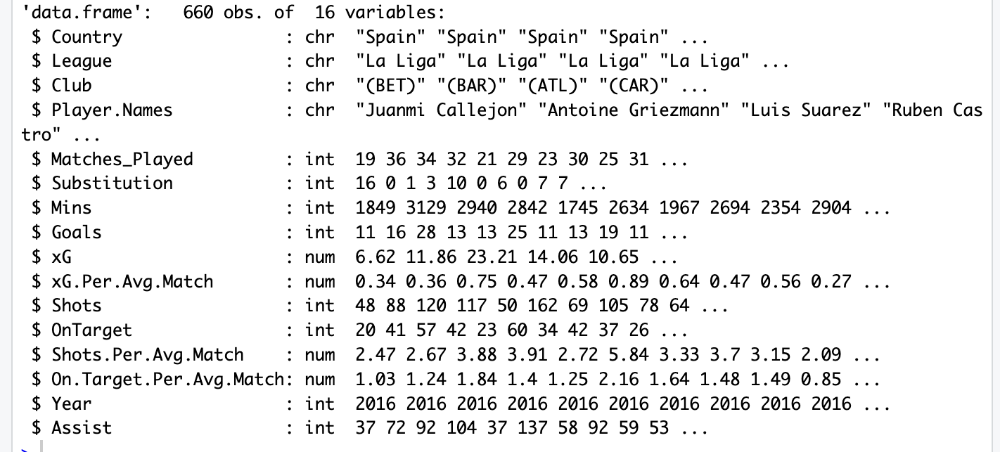 'data.frame':   660 obs. of  16 variables:
 $ Country                : chr  "Spain" "Spain" "Spain" "Spain" ...
 $ League                 : chr  "La Liga" "La Liga" "La Liga" "La Liga" ...
 $ Club                   : chr  "(BET)" "(BAR)" "(ATL)" "(CAR)" ...
 $ Player.Names           : chr  "Juanmi Callejon" "Antoine Griezmann" "Luis Suarez" "Ruben Cas
tro" ...
 $ Matches_Played         : int  19 36 34 32 21 29 23 30 25 31 ...
 $ Substitution           : int  16 0 1 3 10 0 6 0 7 7 ...
 $ Mins                   : int  1849 3129 2940 2842 1745 2634 1967 2694 2354 2904 ...
 $ Goals                  : int  11 16 28 13 13 25 11 13 19 11 ...
 $ xG                     : num  6.62 11.86 23.21 14.06 10.65 ...
 $ xG.Per.Avg.Match       : num  0.34 0.36 0.75 0.47 0.58 0.89 0.64 0.47 0.56 0.27 ...
 $ Shots                  : int  48 88 120 117 50 162 69 105 78 64 ...
 $ OnTarget               : int  20 41 57 42 23 60 34 42 37 26 ...
 $ Shots.Per.Avg.Match    : num  2.47 2.67 3.88 3.91 2.72 5.84 3.33 3.7 3.15 2.09 ...
 $ On.Target.Per.Avg.Match: num  1.03 1.24 1.84 1.4 1.25 2.16 1.64 1.48 1.49 0.85 ...
 $ Year                   : int  2016 2016 2016 2016 2016 2016 2016 2016 2016 2016 ...
 $ Assist                 : int  37 72 92 104 37 137 58 92 59 53 ...